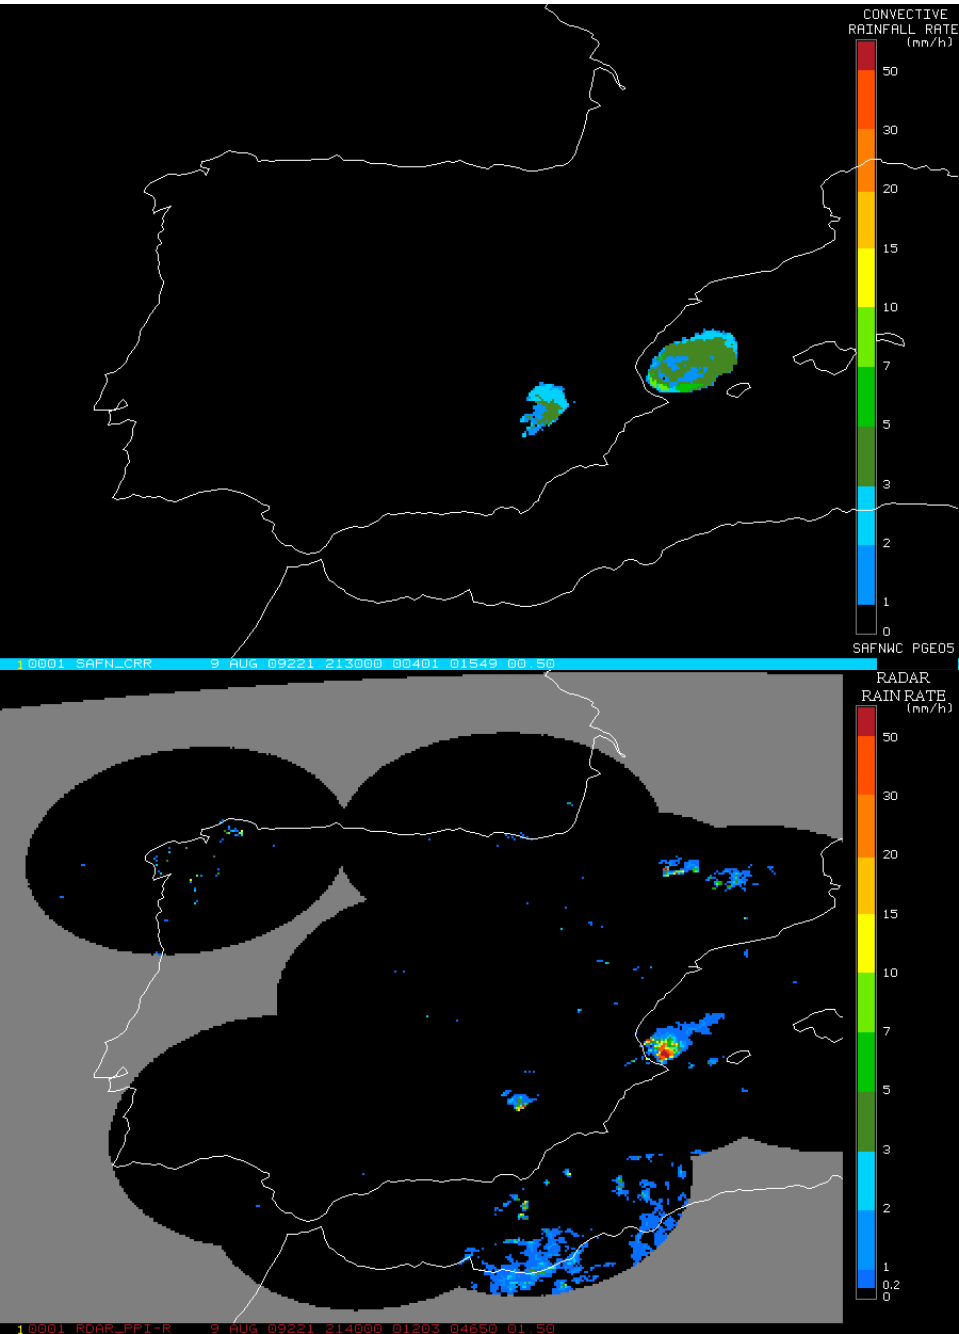 CONVECTIVE
RAINFALL RATE
(mm/h)
50
30
20
15
10
7
5
3
2
1
0
SAFNWC PGE05
1 0001 SAFN_CRR 9 AUG 09221 213000 00401 01549 00.50
RADAR
RAIN RATE
(mm/h)
50
30
20
15
10
7
5
3
2
1
0.2
0
1 0001 RDAR_PPI-R 9 AUG 09221 214000 01203 04650 01.50